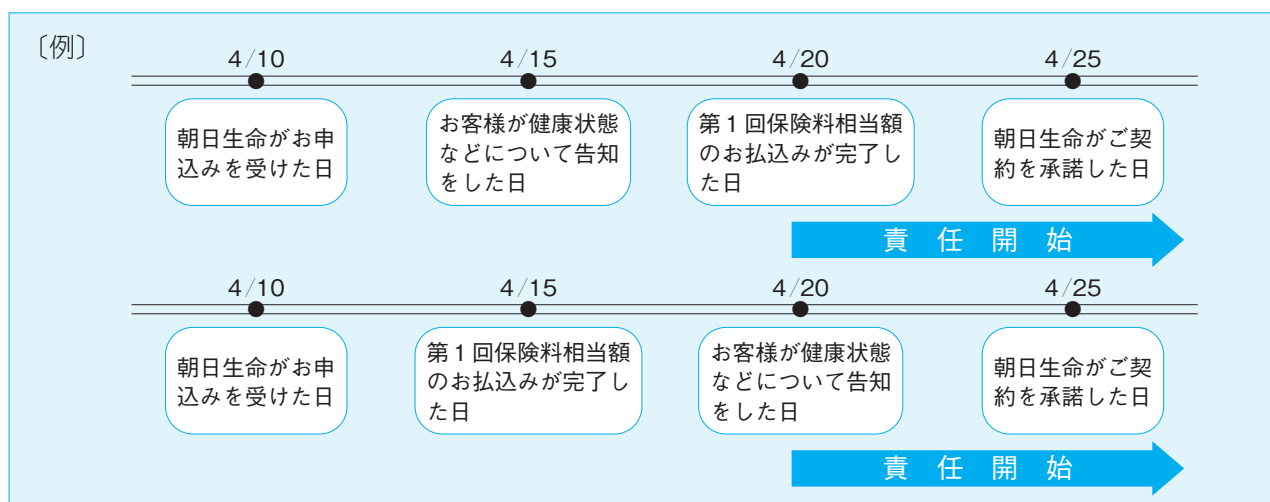 〔例〕
4/10 4/15 4/20 4/25
朝日生命がお申
込みを受けた日
お客様が健康状態
などについて告知
をした日
第1回保険料相当額
のお払込みが完了し
た日
朝日生命がご契
約を承諾した日
責任開始
4/10 4/15 4/20 4/25
朝日生命がお申
込みを受けた日
第1回保険料相当額
のお払込みが完了し
た日
お客様が健康状態
などについて告知
をした日
朝日生命がご契
約を承諾した日
責任開始